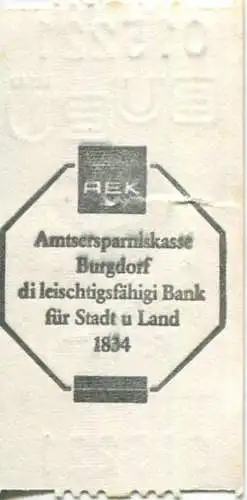 AEK
Amtsersparniskasse
Burgdorf
di leischtigsfähigi Bank
für Stadt u Land
1834